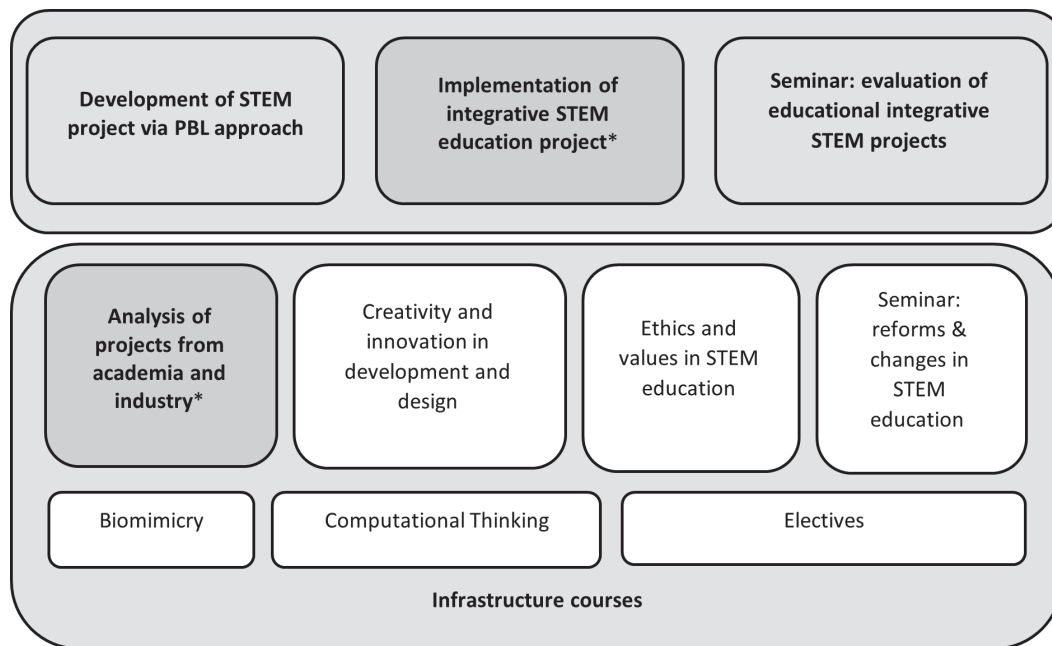 Development of STEM
project via PBL approach
Implementation of
integrative STEM
education project*
Seminar: evaluation of
educational integrative
STEM projects
Analysis of
projects from
academia and
industry*
Creativity and
innovation in
development and
design
Ethics and
values in STEM
education
Seminar:
reforms &
changes in
STEM
education
Biomimicry
Computational Thinking
Electives
Infrastructure courses